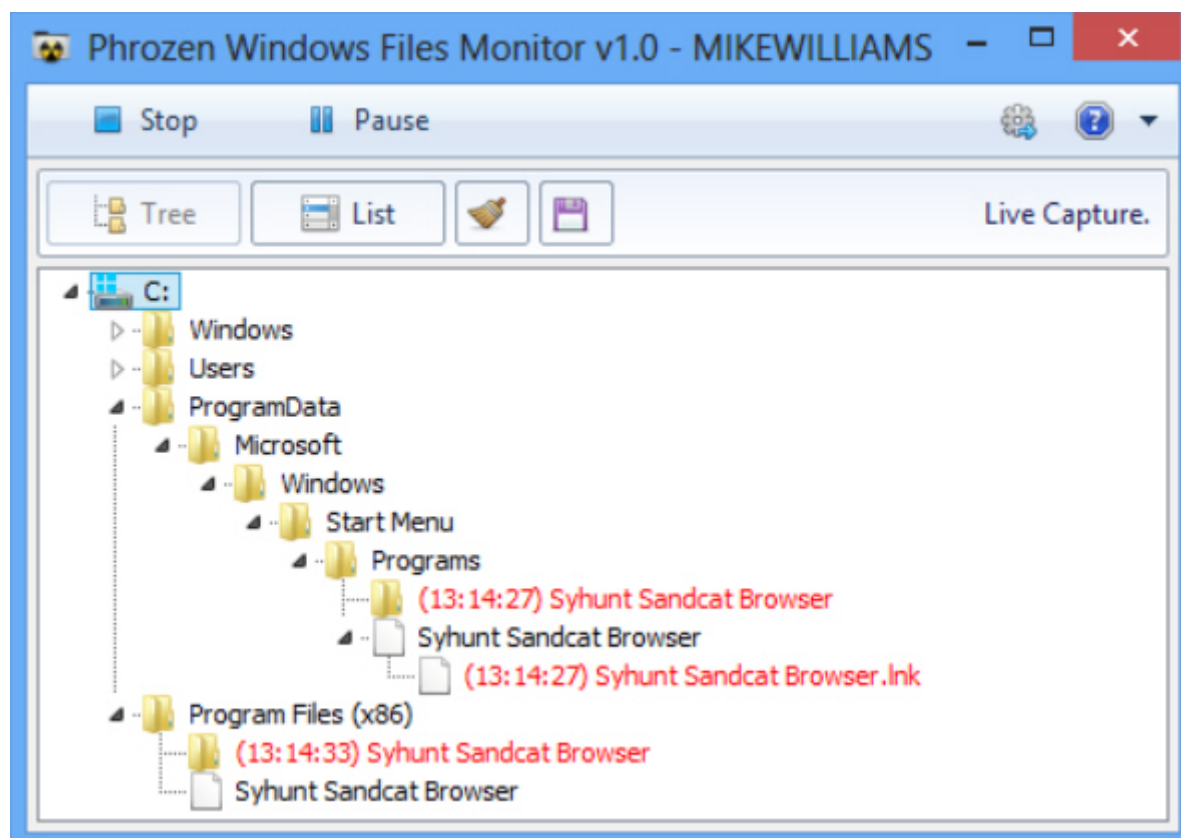 Phrozen Windows Files Monitor v1.0 - MIKEWILLIAMS
Stop Pause
Tree List Live Capture.
C:
Windows
Users
ProgramData
Microsoft
Windows
Start Menu
Programs
(13:14:27) Syhunt Sandcat Browser
Syhunt Sandcat Browser
(13:14:27) Syhunt Sandcat Browser.lnk
Program Files (x86)
(13:14:33) Syhunt Sandcat Browser
Syhunt Sandcat Browser